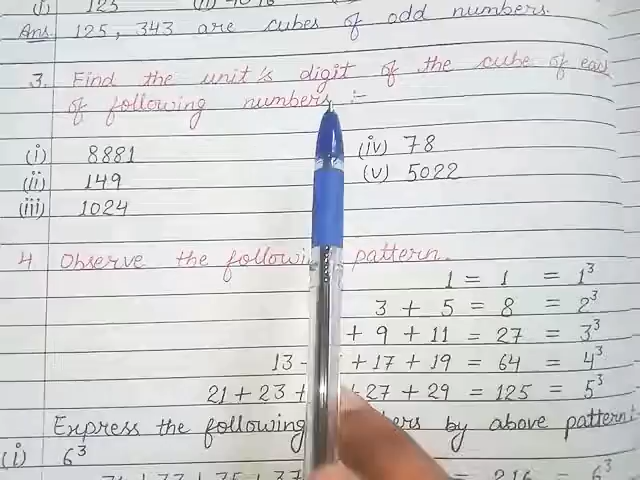 (i) 125
Ans. 125, 343 are cubes of odd numbers.
3. Find the unit's digit of the cube of
of following numbers :-
(i) 8881 (iv) 78
(ii) 149 (v) 5022
(iii) 1024
4 Observe the pattern.
1 = 1 = 1³
3 + 5 = 8 = 2³
+ 9 + 11 = 27 = 3³
13 + 17 + 19 = 64 = 4³
21 + 23 + 27 + 29 = 125 = 5³
Express the following by above pattern:
(i) 6³
= 216 = 6³